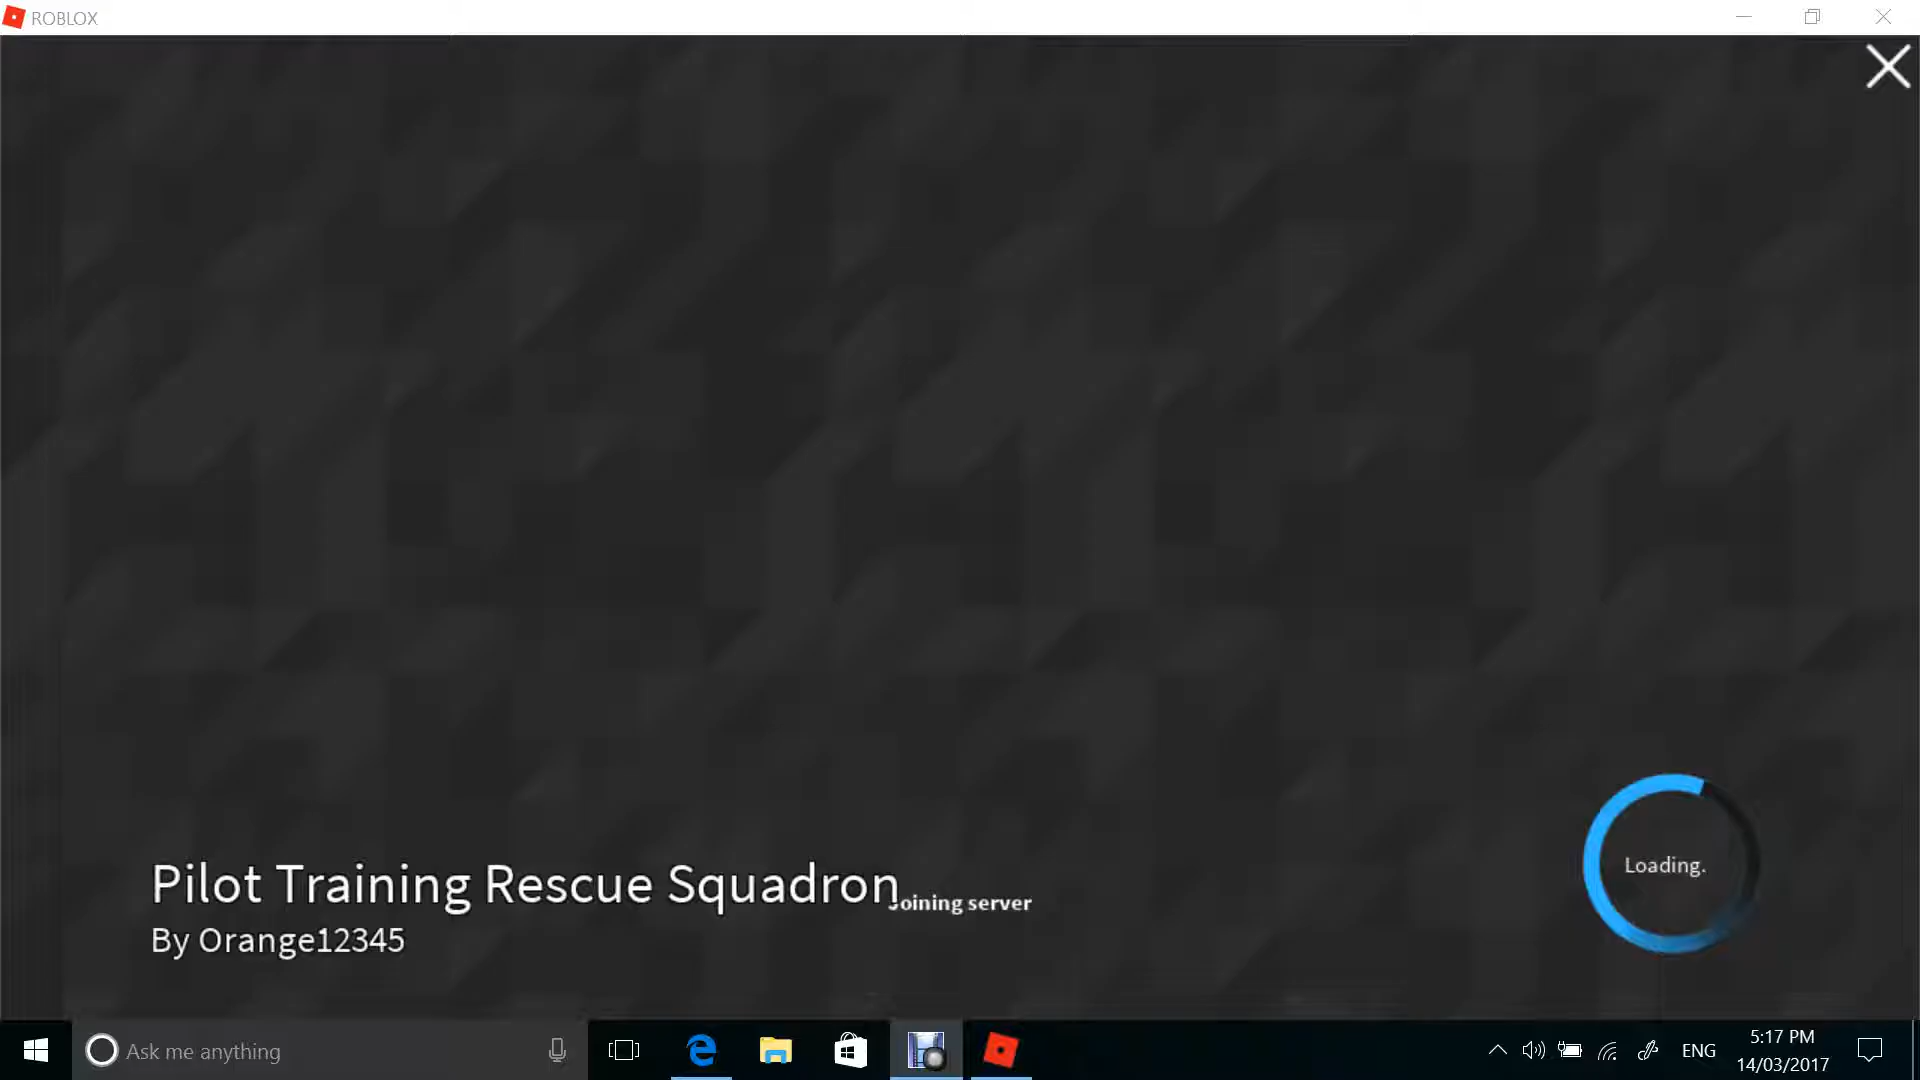 ROBLOX
Pilot Training Rescue Squadron
Joining server
By Orange12345
Loading.
Ask me anything
ENG
5:17 PM
14/03/2017